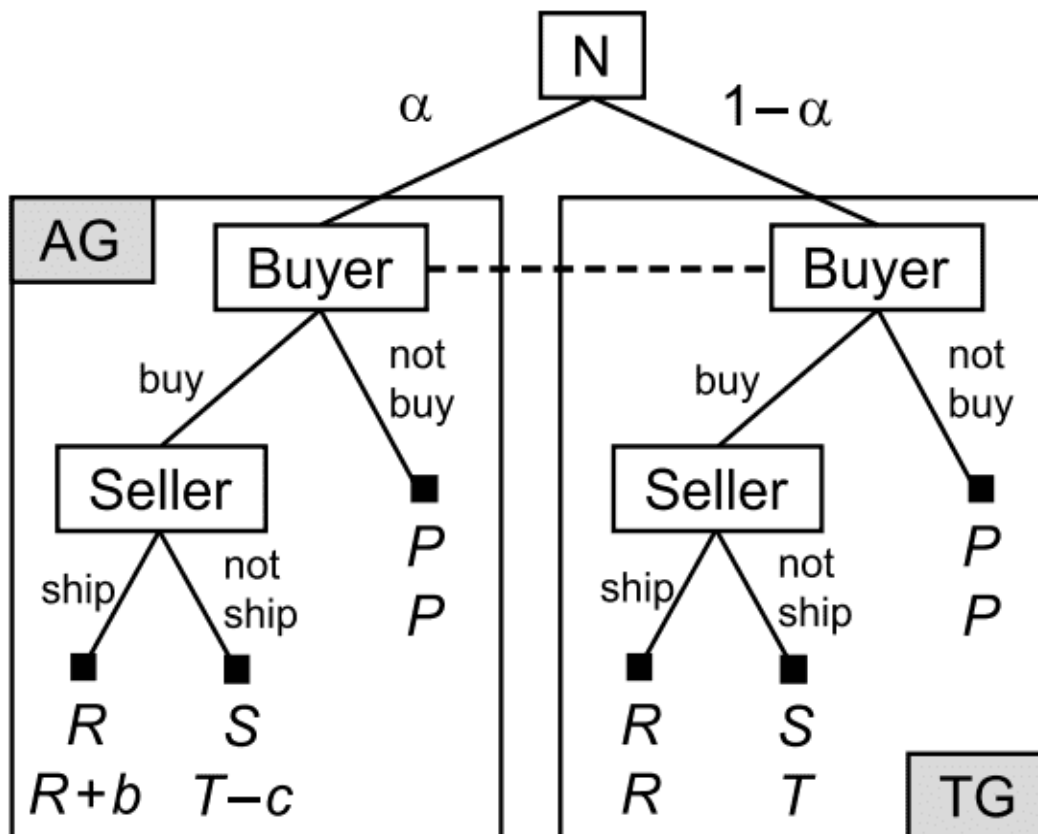 N
α 1−α
AG
Buyer Buyer
buy not buy buy not buy
Seller Seller
P P
P P
ship not ship ship not ship
R S R S
R+b T−c R T
TG